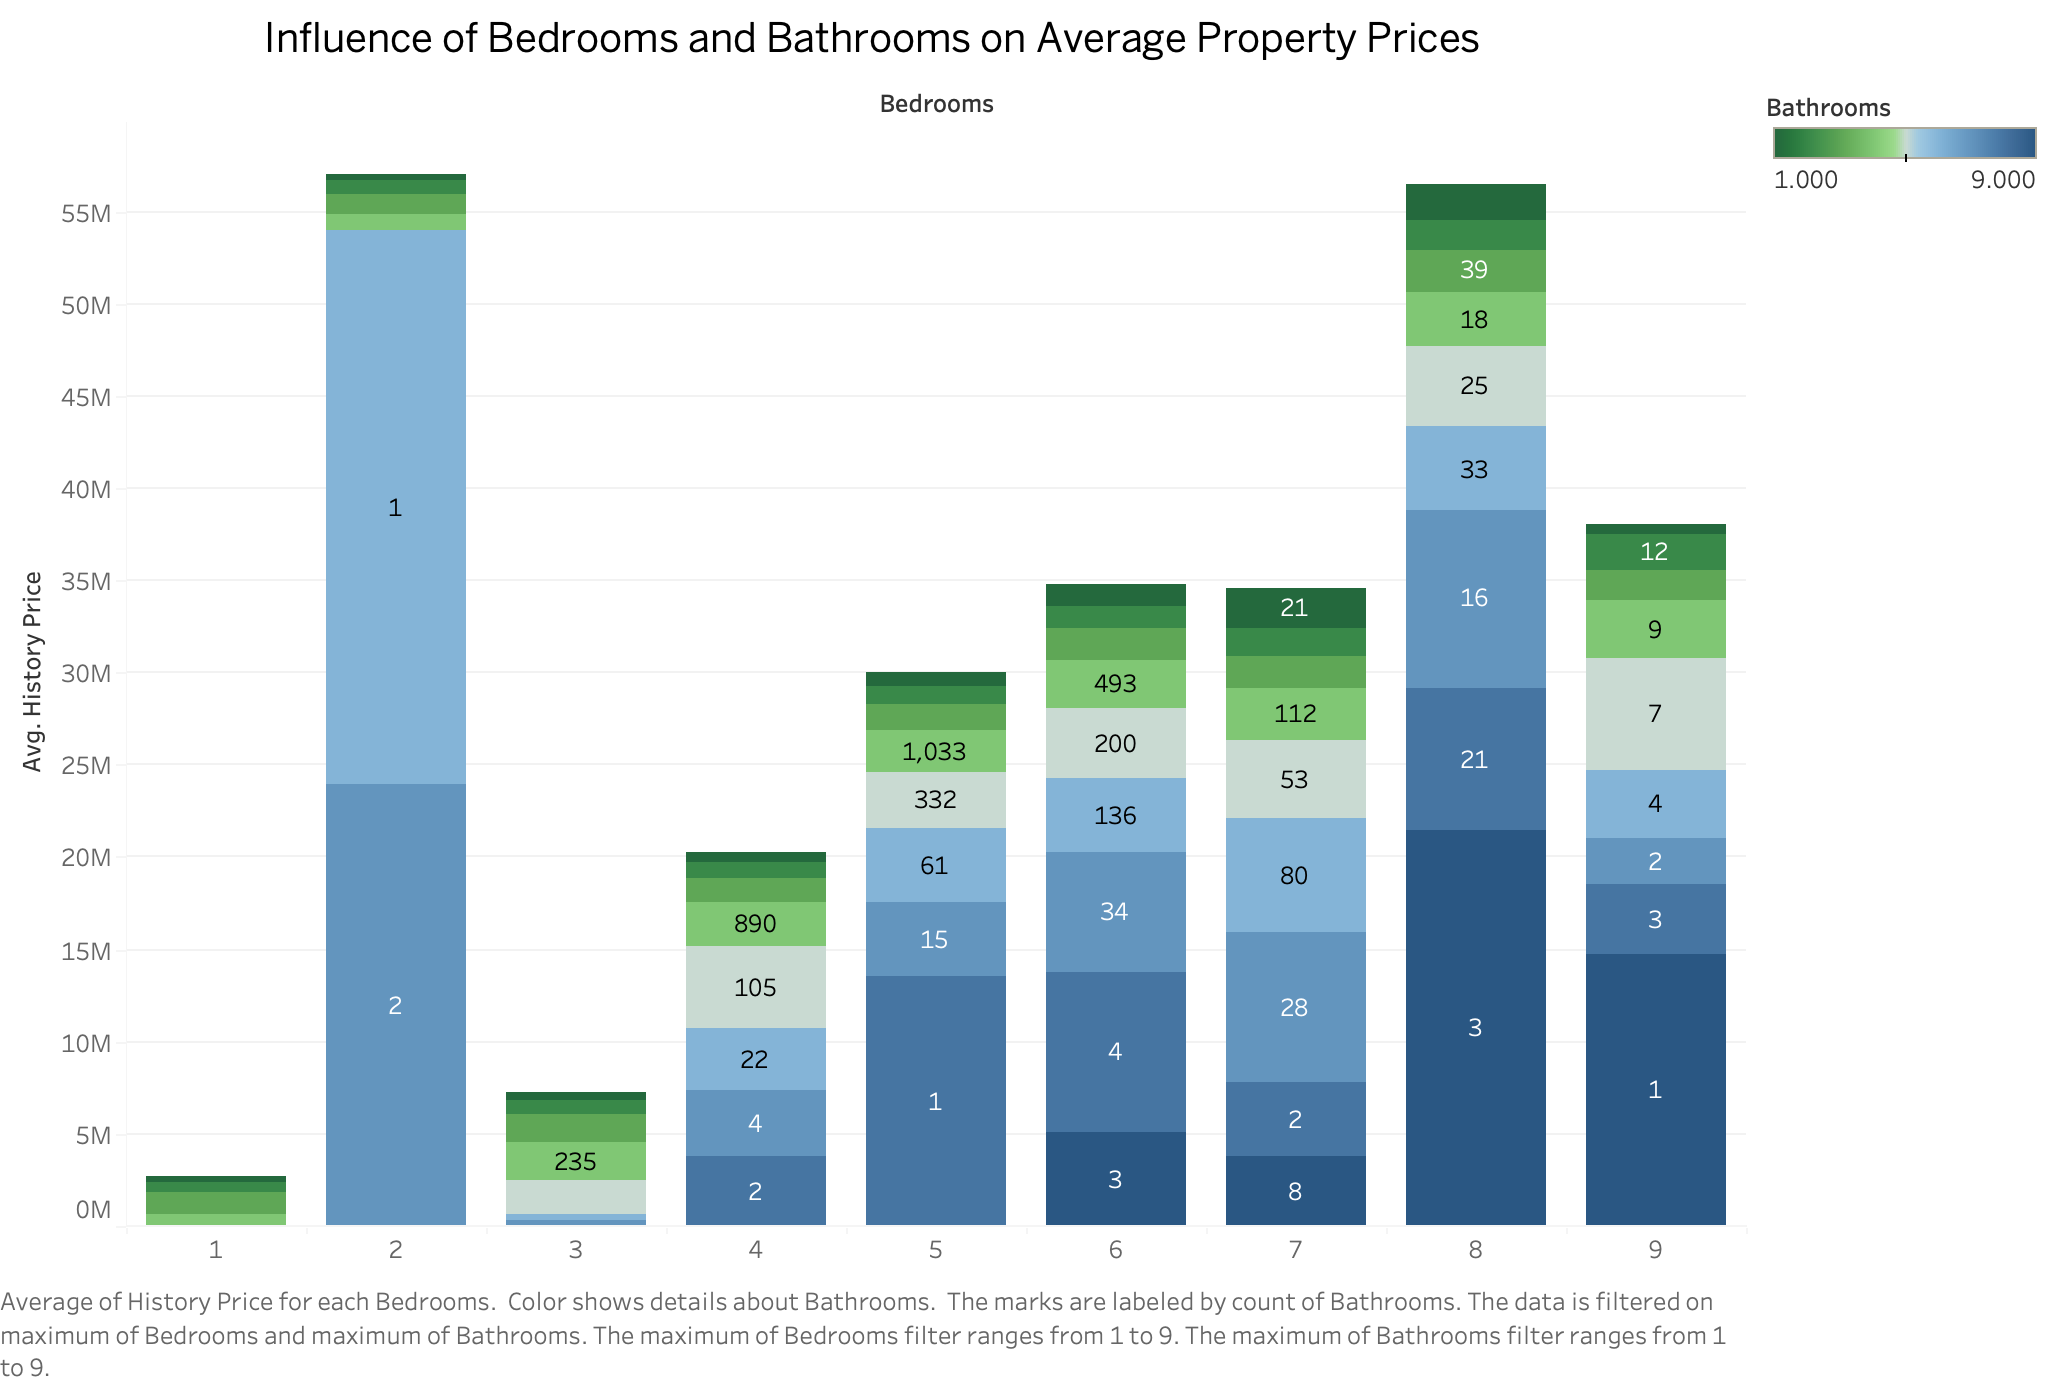 Influence of Bedrooms and Bathrooms on Average Property Prices
Bedrooms
Bathrooms
1.000 9.000
Avg. History Price
55M
50M
45M
40M
35M
30M
25M
20M
15M
10M
5M
0M
1
2
235
890
105
22
4
2
1,033
332
61
15
1
493
200
136
34
4
3
21
112
53
80
28
2
8
39
18
25
33
16
21
3
12
9
7
4
2
3
1
1 2 3 4 5 6 7 8 9
Average of History Price for each Bedrooms.  Color shows details about Bathrooms.  The marks are labeled by count of Bathrooms. The data is filtered on
maximum of Bedrooms and maximum of Bathrooms. The maximum of Bedrooms filter ranges from 1 to 9. The maximum of Bathrooms filter ranges from 1
to 9.